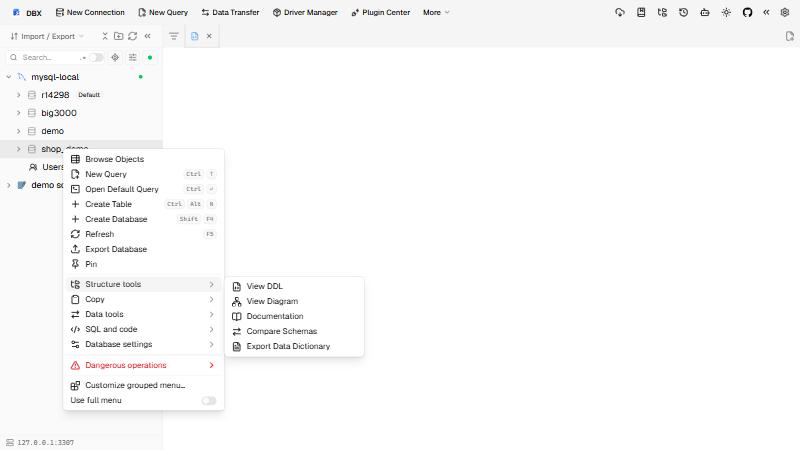 DBX New Connection New Query Data Transfer Driver Manager Plugin Center More
Import / Export
Search... .*
mysql-local
r14298 Default
big3000
demo
shop_demo
Users
demo
Browse Objects
New Query Ctrl T
Open Default Query Ctrl ⏎
Create Table Ctrl Alt N
Create Database Shift F4
Refresh F5
Export Database
Pin
Structure tools
Copy
Data tools
SQL and code
Database settings
Dangerous operations
Customize grouped menu...
Use full menu
View DDL
View Diagram
Documentation
Compare Schemas
Export Data Dictionary
127.0.0.1:3307